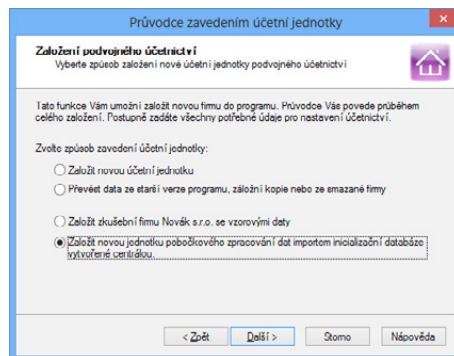 Průvodce zavedením účetní jednotky
Založení podvojného účetnictví
Vyberte způsob založení nové účetní jednotky podvojného účetnictví
Tato funkce Vám umožní založit novou firmu do programu. Průvodce Vás povede průběhem
celého založení. Postupně zadáte všechny potřebné údaje pro nastavení účetnictví.
Zvolte způsob zavedení účetní jednotky:
Založit novou účetní jednotku
Převést data ze starší verze programu, záložní kopie nebo ze smazané firmy
Založit zkušební firmu Novák s.r.o. se vzorovými daty
Založit novou jednotku pobočkového zpracování dat importem inicializační databáze
vytvořené centrálou.
< Zpět
Další >
Storno
Nápověda